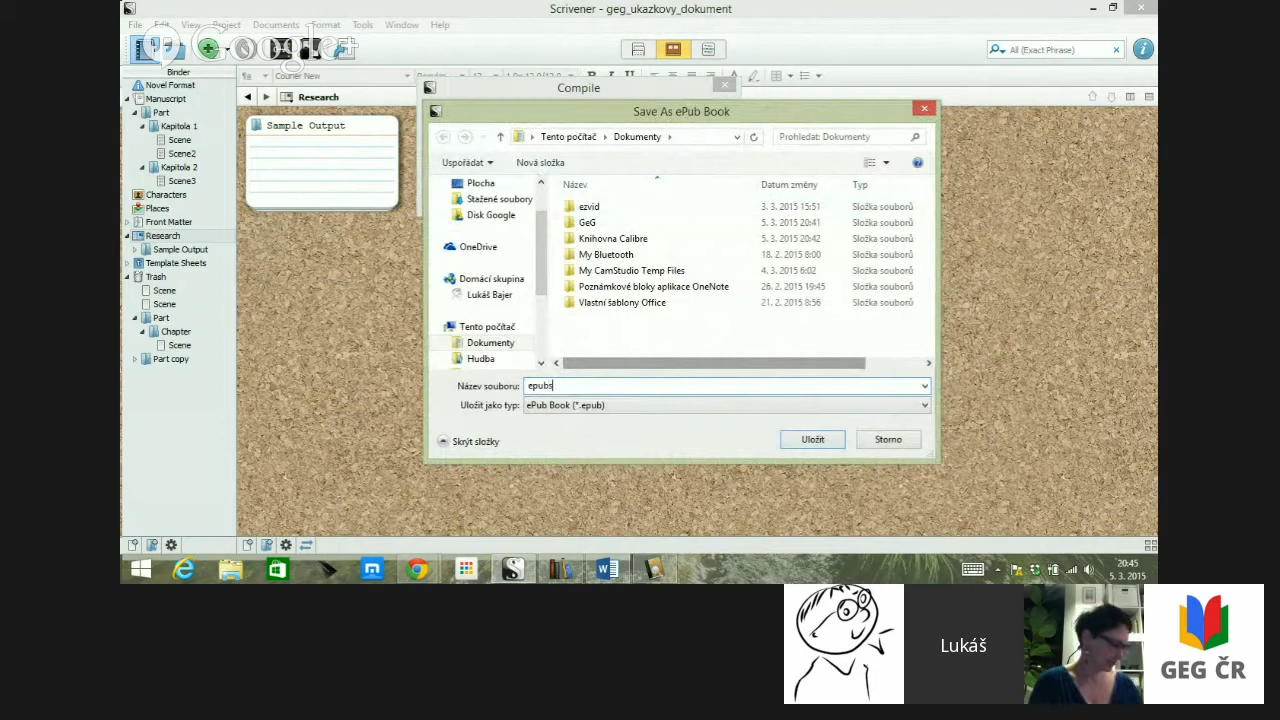 Scrivener - geg_ukazkovy_dokument
File Edit View Project Documents Format Tools Window Help
Google+
All (Exact Phrase)
Binder
Novel Format
Manuscript
Part
Kapitola 1
Scene
Scene2
Kapitola 2
Scene3
Characters
Places
Front Matter
Research
Sample Output
Template Sheets
Trash
Scene
Scene
Part
Chapter
Scene
Part copy
Courier New
Research
Sample Output
Compile
Save As ePub Book
Tento počítač Dokumenty
Prohledat: Dokumenty
Uspořádat Nová složka
Plocha
Stažené soubory
Disk Google
OneDrive
Domácí skupina
Lukáš Bajer
Tento počítač
Dokumenty
Hudba
Název Datum změny Typ
ezvid 3. 3. 2015 15:51 Složka souborů
GeG 5. 3. 2015 20:41 Složka souborů
Knihovna Calibre 5. 3. 2015 20:42 Složka souborů
My Bluetooth 18. 2. 2015 8:00 Složka souborů
My CamStudio Temp Files 4. 3. 2015 6:02 Složka souborů
Poznámkové bloky aplikace OneNote 26. 2. 2015 19:45 Složka souborů
Vlastní šablony Office 21. 2. 2015 8:56 Složka souborů
Název souboru: epubs
Uložit jako typ: ePub Book (*.epub)
Skrýt složky
Uložit Storno
20:45
5. 3. 2015
Lukáš
GEG ČR